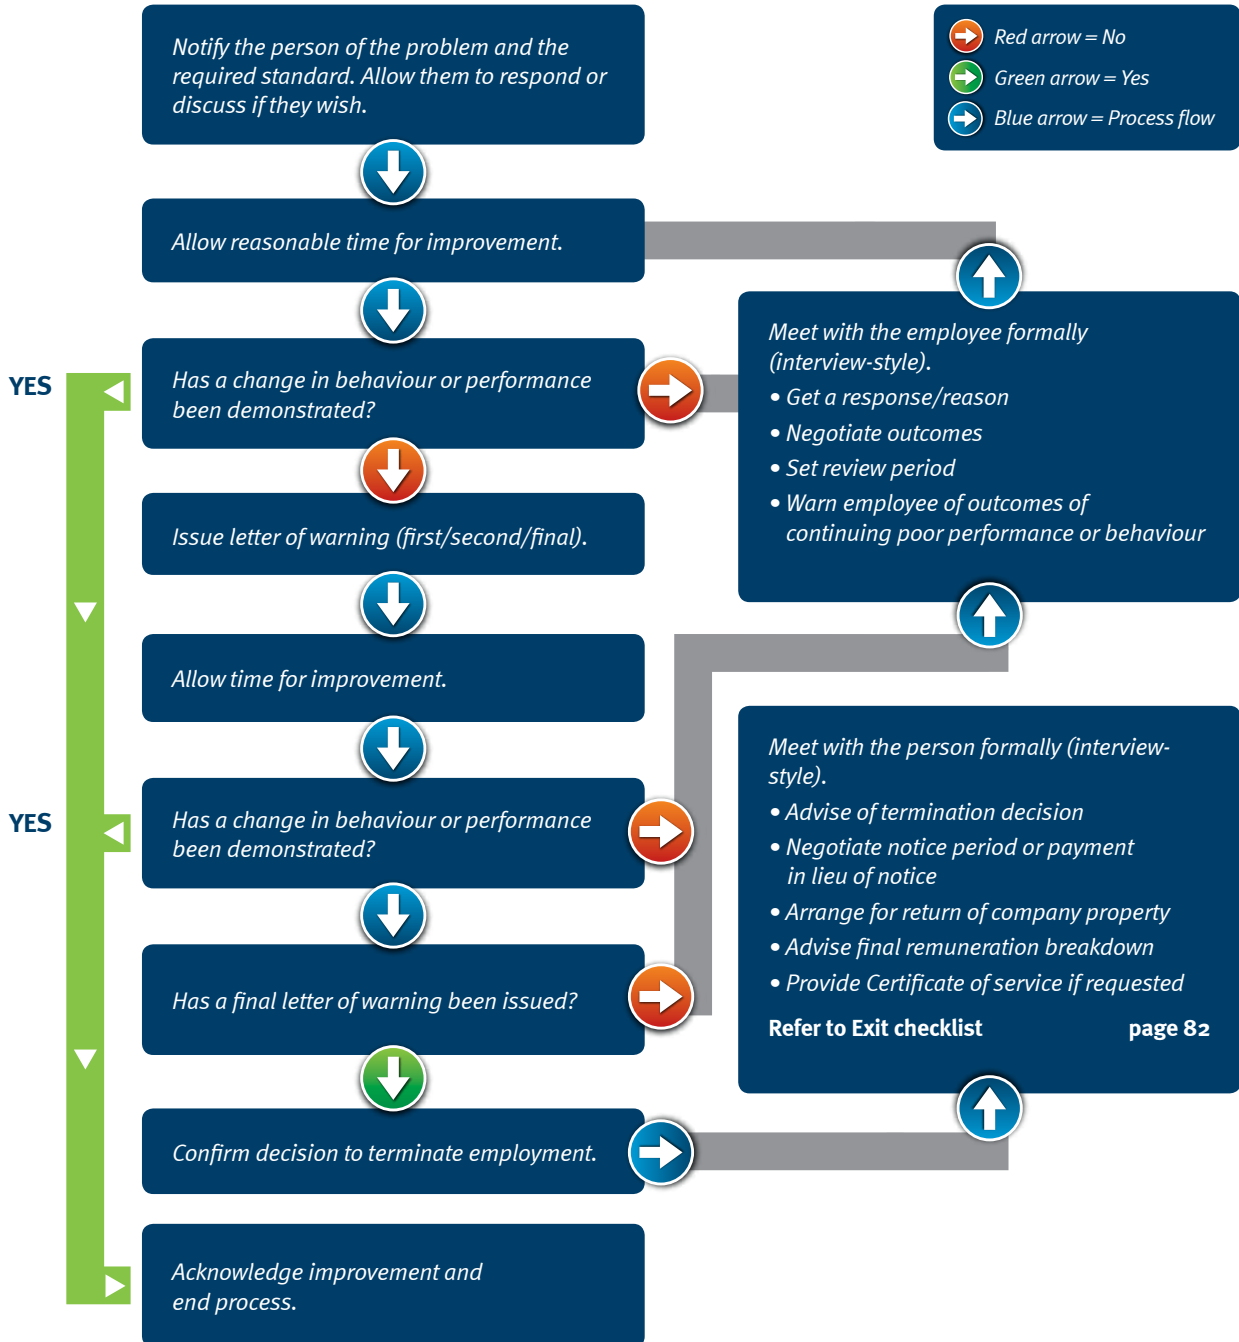 Notify the person of the problem and the
required standard. Allow them to respond or
discuss if they wish.
Red arrow = No
Green arrow = Yes
Blue arrow = Process flow
Allow reasonable time for improvement.
Meet with the employee formally
(interview-style).
• Get a response/reason
• Negotiate outcomes
• Set review period
• Warn employee of outcomes of
continuing poor performance or behaviour
YES
Has a change in behaviour or performance
been demonstrated?
Issue letter of warning (first/second/final).
Allow time for improvement.
YES
Has a change in behaviour or performance
been demonstrated?
Meet with the person formally (interview-
style).
• Advise of termination decision
• Negotiate notice period or payment
in lieu of notice
• Arrange for return of company property
• Advise final remuneration breakdown
• Provide Certificate of service if requested
Refer to Exit checklist page 82
Has a final letter of warning been issued?
Confirm decision to terminate employment.
Acknowledge improvement and
end process.